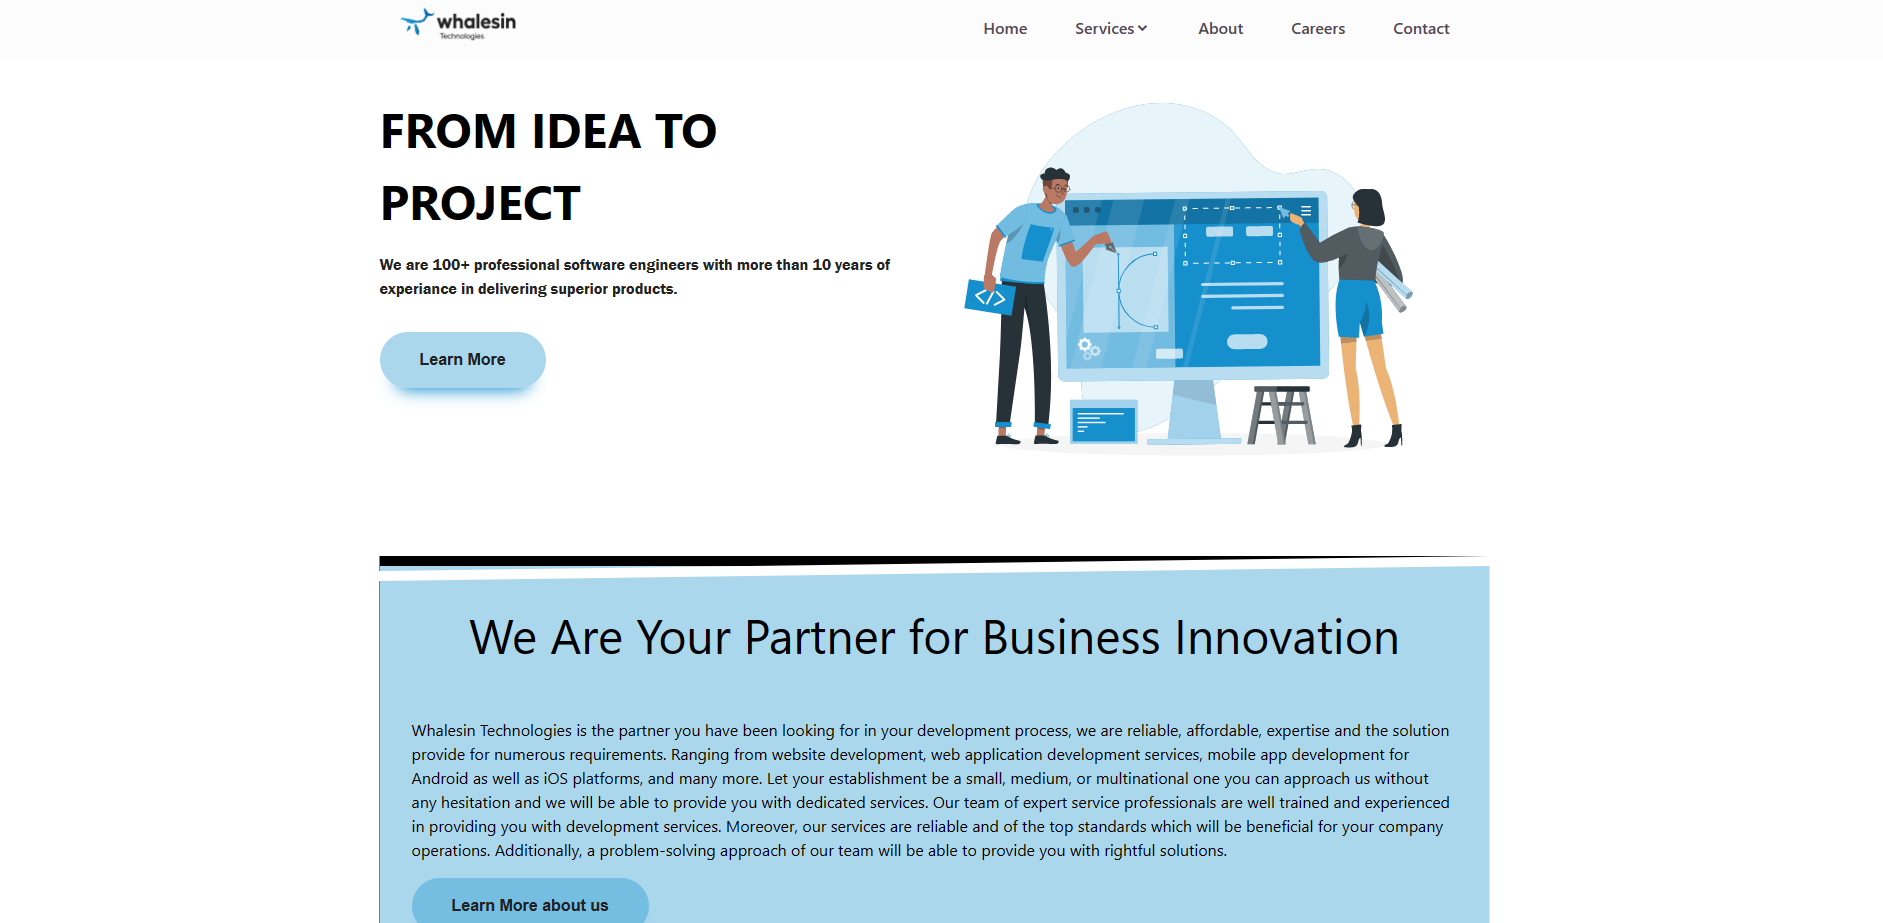 whalesin
Technologies
Home
Services
About
Careers
Contact
FROM IDEA TO
PROJECT
We are 100+ professional software engineers with more than 10 years of
experiance in delivering superior products.
Learn More
</>
We Are Your Partner for Business Innovation
Whalesin Technologies is the partner you have been looking for in your development process, we are reliable, affordable, expertise and the solution
provide for numerous requirements. Ranging from website development, web application development services, mobile app development for
Android as well as iOS platforms, and many more. Let your establishment be a small, medium, or multinational one you can approach us without
any hesitation and we will be able to provide you with dedicated services. Our team of expert service professionals are well trained and experienced
in providing you with development services. Moreover, our services are reliable and of the top standards which will be beneficial for your company
operations. Additionally, a problem-solving approach of our team will be able to provide you with rightful solutions.
Learn More about us